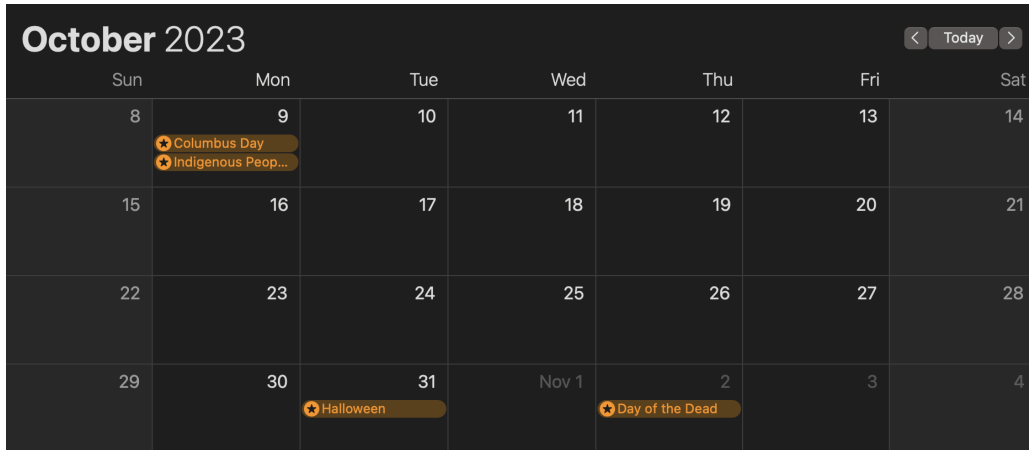 October 2023
< Today >
Sun Mon Tue Wed Thu Fri Sat
8 9 10 11 12 13 14
Columbus Day
Indigenous Peop...
15 16 17 18 19 20 21
22 23 24 25 26 27 28
29 30 31 Nov 1 2 3 4
Halloween Day of the Dead